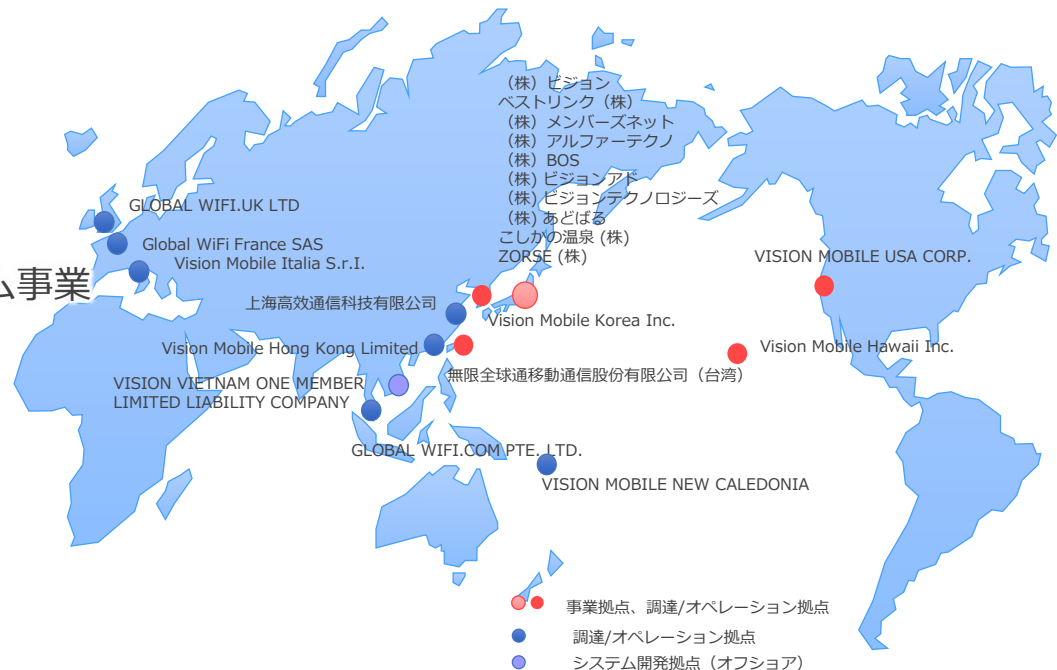 （株）ビジョン
ベストリンク（株）
（株）メンバーズネット
（株）アルファーテクノ
（株）BOS
（株）ビジョンアド
（株）ビジョンテクノロジーズ
（株）あどばる
こしかの温泉 (株)
ZORSE (株)
GLOBAL WIFI.UK LTD
Global WiFi France SAS
Vision Mobile Italia S.r.I.
ム事業
VISION MOBILE USA CORP.
上海高效通信科技有限公司
Vision Mobile Korea Inc.
Vision Mobile Hong Kong Limited
Vision Mobile Hawaii Inc.
無限全球通移動通信股份有限公司（台湾）
VISION VIETNAM ONE MEMBER
LIMITED LIABILITY COMPANY
GLOBAL WIFI.COM PTE. LTD.
VISION MOBILE NEW CALEDONIA
事業拠点、調達/オペレーション拠点
調達/オペレーション拠点
システム開発拠点（オフショア）